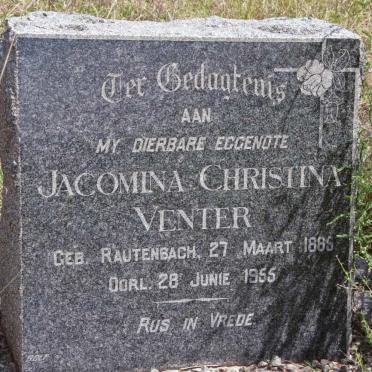 Ter Gedagtenis
AAN
MY DIERBARE EGGENOTE
JACOMINA CHRISTINA
VENTER
GEB. RAUTENBACH, 27 MAART 1885
OORL. 28 JUNIE 1955
RUS IN VREDE